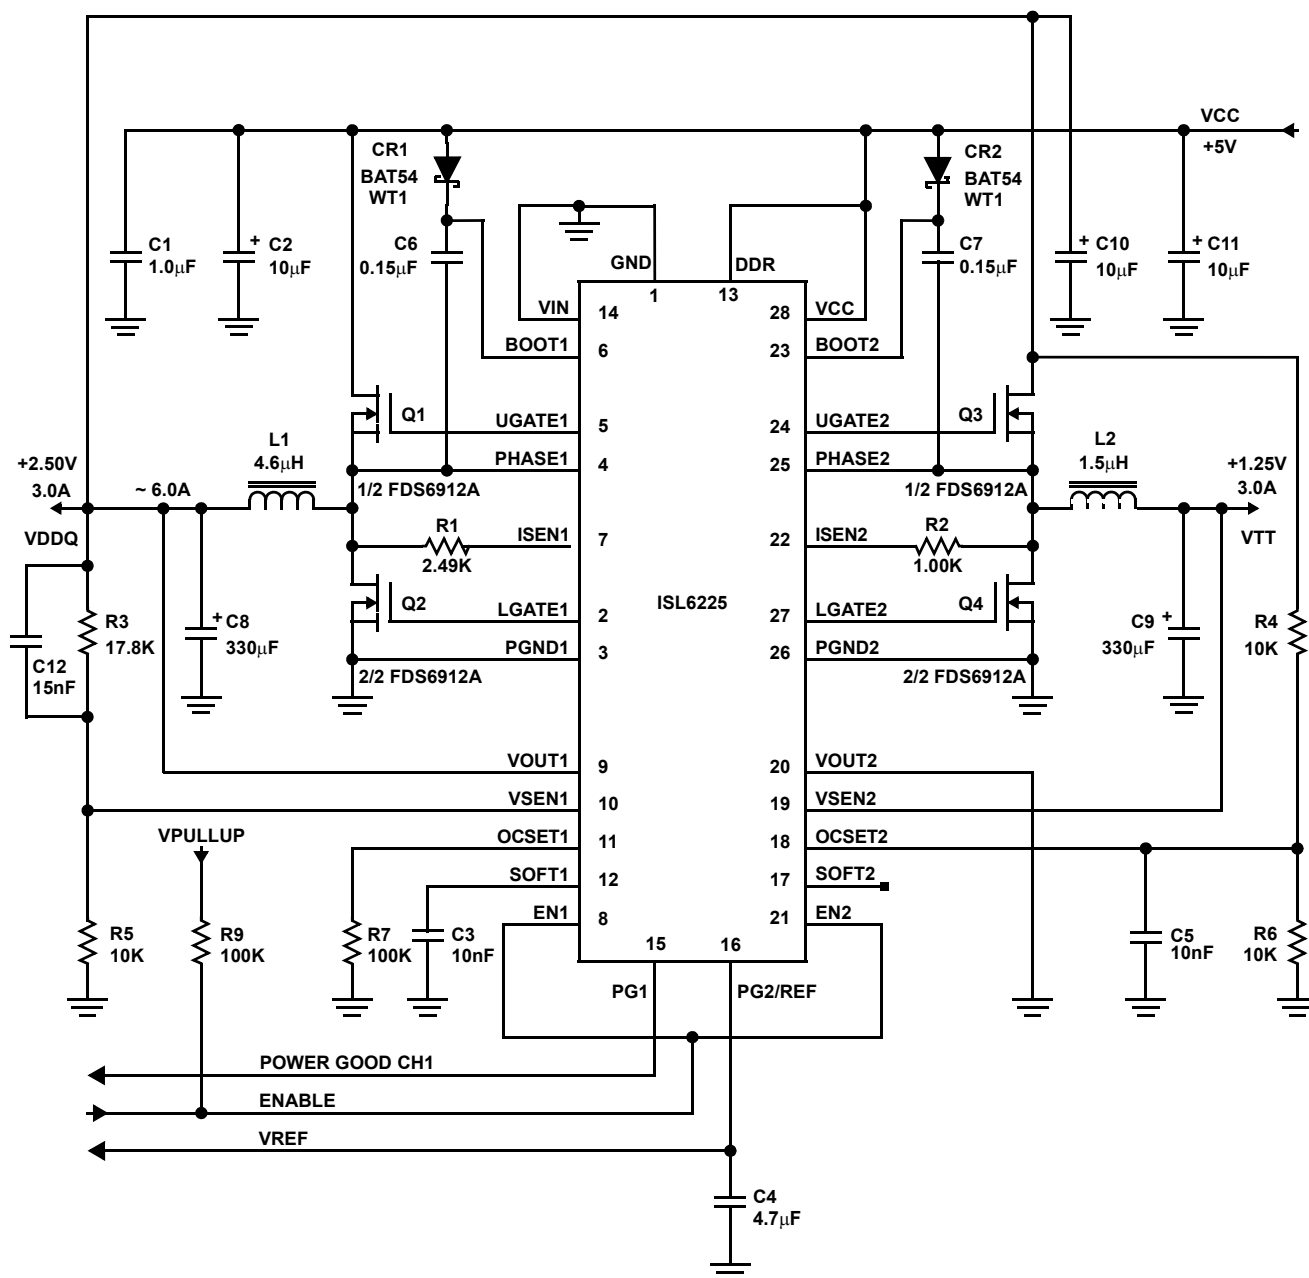 VCC
+5V
CR1
BAT54
WT1
CR2
BAT54
WT1
C1
1.0µF
C2
10µF
C6
0.15µF
GND
DDR
C7
0.15µF
C10
10µF
C11
10µF
1
13
VIN
14
28
VCC
BOOT1
6
23
BOOT2
Q1
UGATE1
5
24
UGATE2
Q3
L1
4.6µH
PHASE1
4
25
PHASE2
L2
1.5µH
+2.50V
3.0A
~ 6.0A
1/2 FDS6912A
1/2 FDS6912A
+1.25V
3.0A
VDDQ
R1
2.49K
ISEN1
7
22
ISEN2
R2
1.00K
VTT
ISL6225
Q2
LGATE1
2
27
LGATE2
Q4
R3
17.8K
C8
330µF
C9
330µF
R4
10K
C12
15nF
PGND1
3
26
PGND2
2/2 FDS6912A
2/2 FDS6912A
VOUT1
9
20
VOUT2
VSEN1
10
19
VSEN2
VPULLUP
OCSET1
11
18
OCSET2
SOFT1
12
17
SOFT2
EN1
8
21
EN2
R5
10K
R9
100K
R7
100K
C3
10nF
15
16
C5
10nF
R6
10K
PG1
PG2/REF
POWER GOOD CH1
ENABLE
VREF
C4
4.7µF